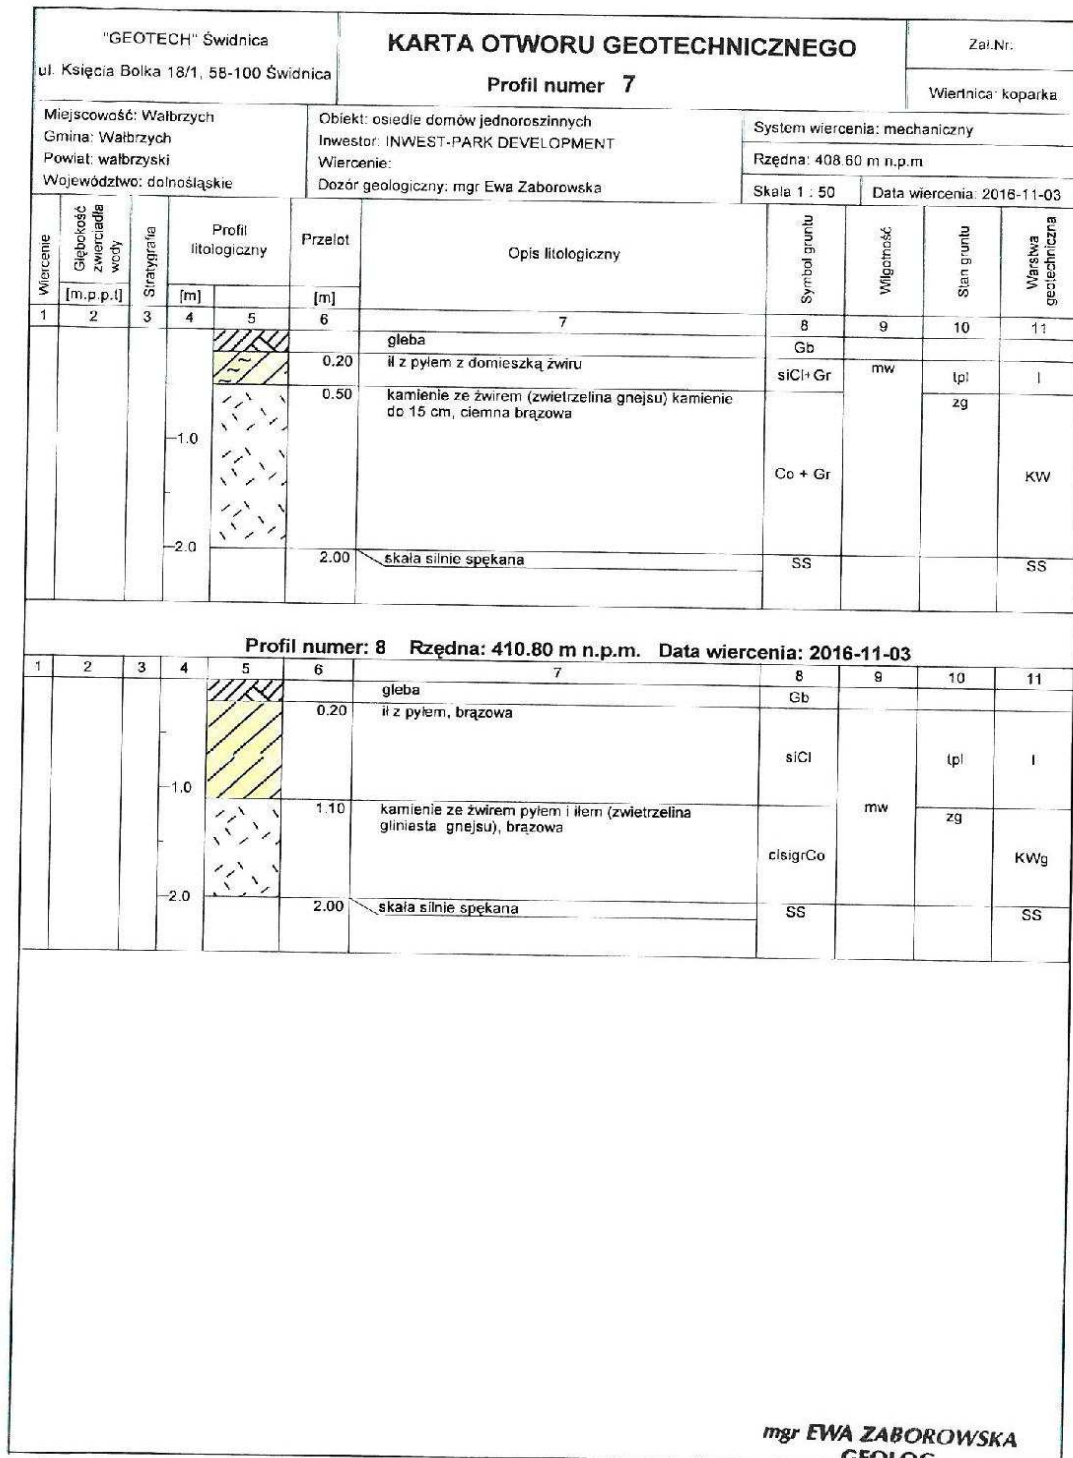 "GEOTECH" Świdnica
ul. Księcia Bolka 18/1, 58-100 Świdnica
KARTA OTWORU GEOTECHNICZNEGO
Profil numer 7
Zał.Nr:
Wiertnica: koparka
Miejscowość: Wałbrzych
Gmina: Wałbrzych
Powiat: wałbrzyski
Województwo: dolnośląskie
Obiekt: osiedle domów jednoroszinnych
Inwestor: INWEST-PARK DEVELOPMENT
Wiercenie:
Dozór geologiczny: mgr Ewa Zaborowska
System wiercenia: mechaniczny
Rzędna: 408.60 m n.p.m
Skala 1 : 50 Data wiercenia: 2016-11-03
Wiercenie
Głębokość zwierciadła wody
[m.p.p.t]
Stratygrafia
Profil litologiczny
[m]
Przelot
[m]
Opis litologiczny
Symbol gruntu
Wilgotność
Stan gruntu
Warstwa geotechniczna
1 2 3 4 5 6 7 8 9 10 11
gleba Gb
0.20 ił z pyłem z domieszką żwiru siCl+Gr mw tpl I
0.50 kamienie ze żwirem (zwietrzelina gnejsu) kamienie zg
do 15 cm, ciemna brązowa
1.0
Co + Gr KW
2.0
2.00 skała silnie spękana SS SS
Profil numer: 8 Rzędna: 410.80 m n.p.m. Data wiercenia: 2016-11-03
1 2 3 4 5 6 7 8 9 10 11
gleba Gb
0.20 ił z pyłem, brązowa
siCl tpl I
1.0
1.10 kamienie ze żwirem pyłem i iłem (zwietrzelina mw zg
gliniasta gnejsu), brązowa
clsigrCo KWg
2.0
2.00 skała silnie spękana SS SS
mgr EWA ZABOROWSKA
GEOLOG